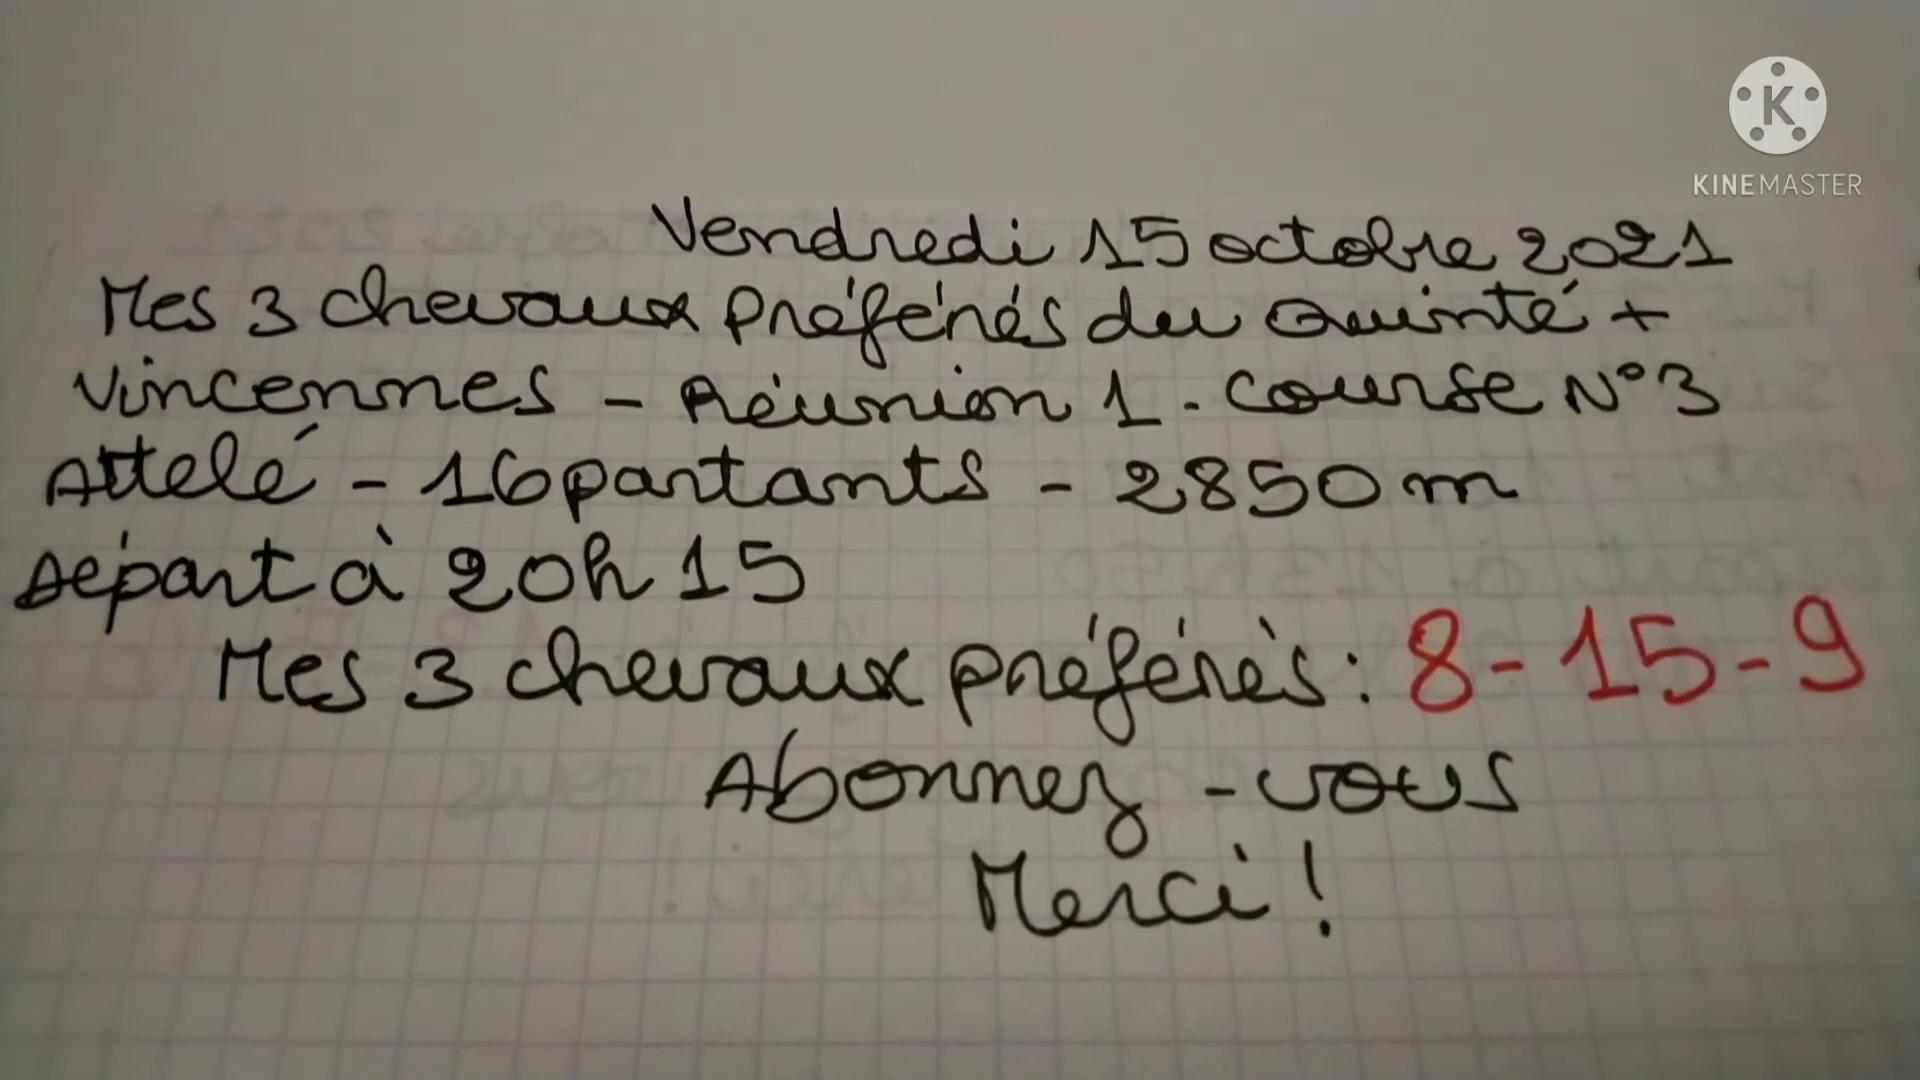 K
KINEMASTER
Vendredi 15 octobre 2021
Mes 3 chevaux préférés du Quinté +
Vincennes - Réunion 1 - Course N° 3
Attelé - 16 partants - 2850 m
Départ à 20h15
Mes 3 chevaux préférés : 8 - 15 - 9
Abonnez - vous
Merci !